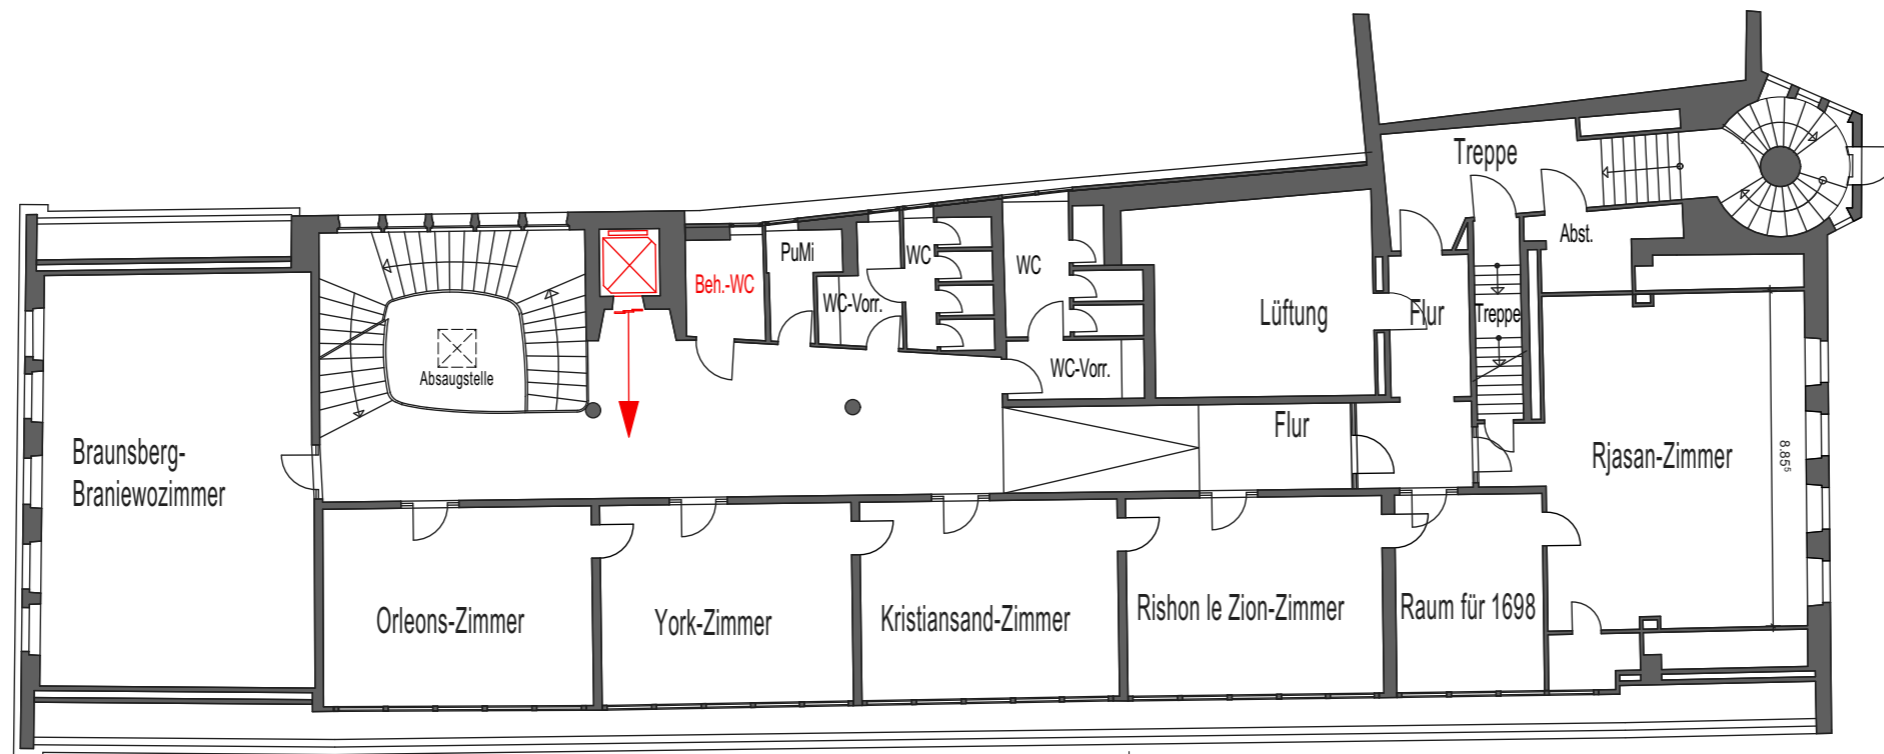 Treppe
Abst.
PuMi
WC
WC
Beh.-WC
WC-Vorr.
Lüftung
Flur
Treppe
WC-Vorr.
Absaugstelle
Flur
Braunsberg-
Braniewozimmer
Rjasan-Zimmer
8.85⁵
Orleons-Zimmer
York-Zimmer
Kristiansand-Zimmer
Rishon le Zion-Zimmer
Raum für 1698